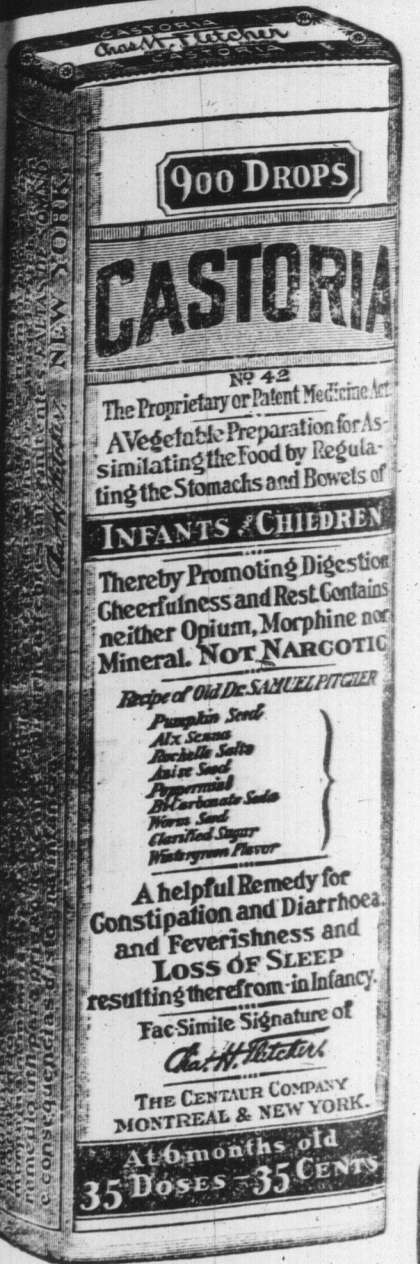 CASTORIA
Chas. H. Fletcher
CASTORIA
900 DROPS
CASTORIA
Nº 42
The Proprietary or Patent Medicine Act
A Vegetable Preparation for As-
similating the Food by Regula-
ting the Stomachs and Bowels of
INFANTS & CHILDREN
Thereby Promoting Digestion
Cheerfulness and Rest. Contains
neither Opium, Morphine nor
Mineral. NOT NARCOTIC
Recipe of Old Dr. SAMUEL PITCHER
Pumpkin Seed
Alx Senna
Rochelle Salts
Anise Seed
Peppermint
Bi Carbonate Soda
Worm Seed
Clarified Sugar
Wintergreen Flavor
A helpful Remedy for
Constipation and Diarrhoea.
and Feverishness and
LOSS OF SLEEP
resulting therefrom-in Infancy.
Fac-Simile Signature of
Chas. H. Fletcher.
THE CENTAUR COMPANY
MONTREAL & NEW YORK.
At 6 months old
35 DOSES - 35 CENTS
NEW YORK
Chas. H. Fletcher.